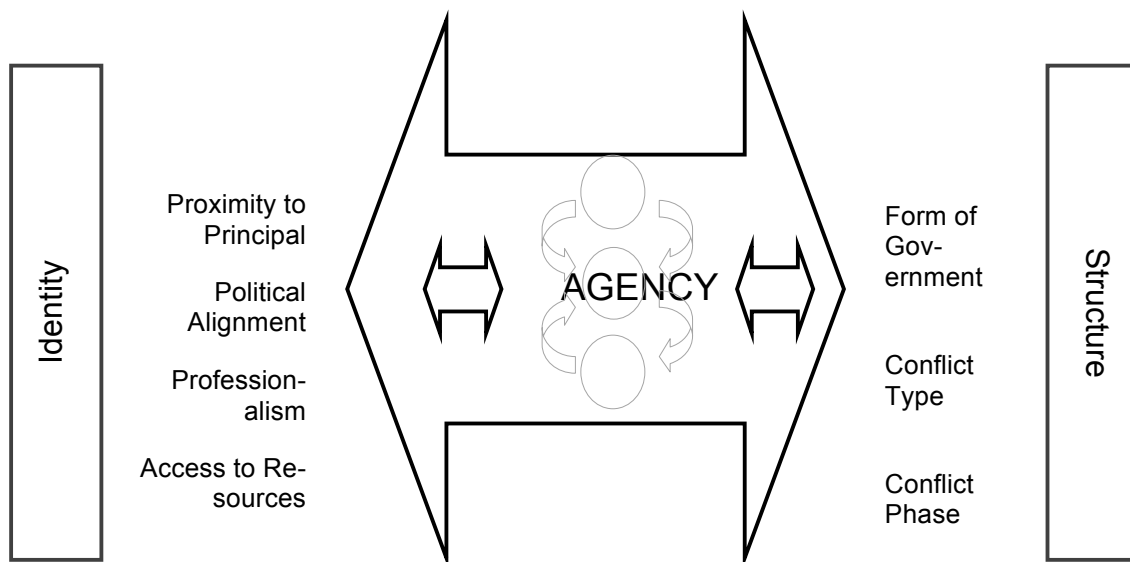 Identity
Proximity to
Principal
Political
Alignment
Profession-
alism
Access to Re-
sources
AGENCY
Form of
Gov-
ernment
Conflict
Type
Conflict
Phase
Structure